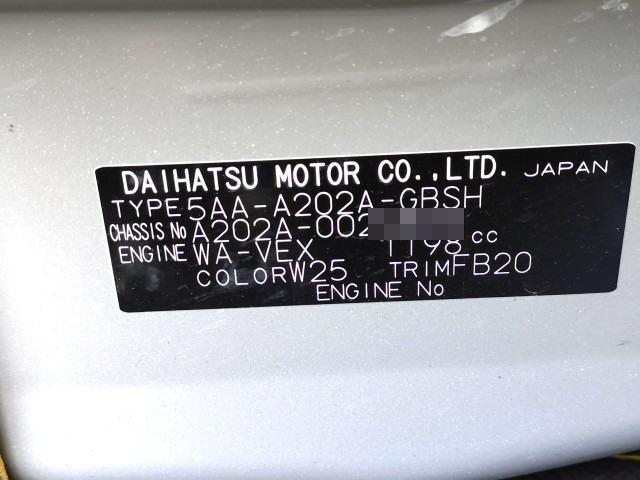 DAIHATSU MOTOR CO.,LTD. JAPAN
TYPE 5AA-A202A-GBSH
CHASSIS No A202A-002
ENGINE WA-VEX 1198 cc
COLOR W25 TRIM FB20
ENGINE No